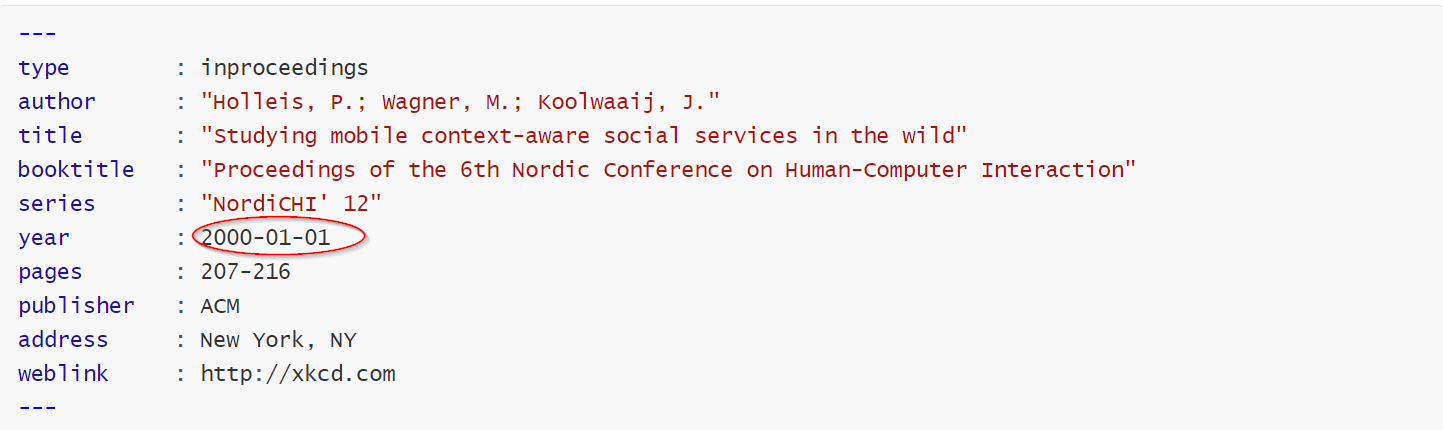 ---
type : inproceedings
author : "Holleis, P.; Wagner, M.; Koolwaaij, J."
title : "Studying mobile context-aware social services in the wild"
booktitle : "Proceedings of the 6th Nordic Conference on Human-Computer Interaction"
series : "NordiCHI' 12"
year : 2000-01-01
pages : 207-216
publisher : ACM
address : New York, NY
weblink : http://xkcd.com
---